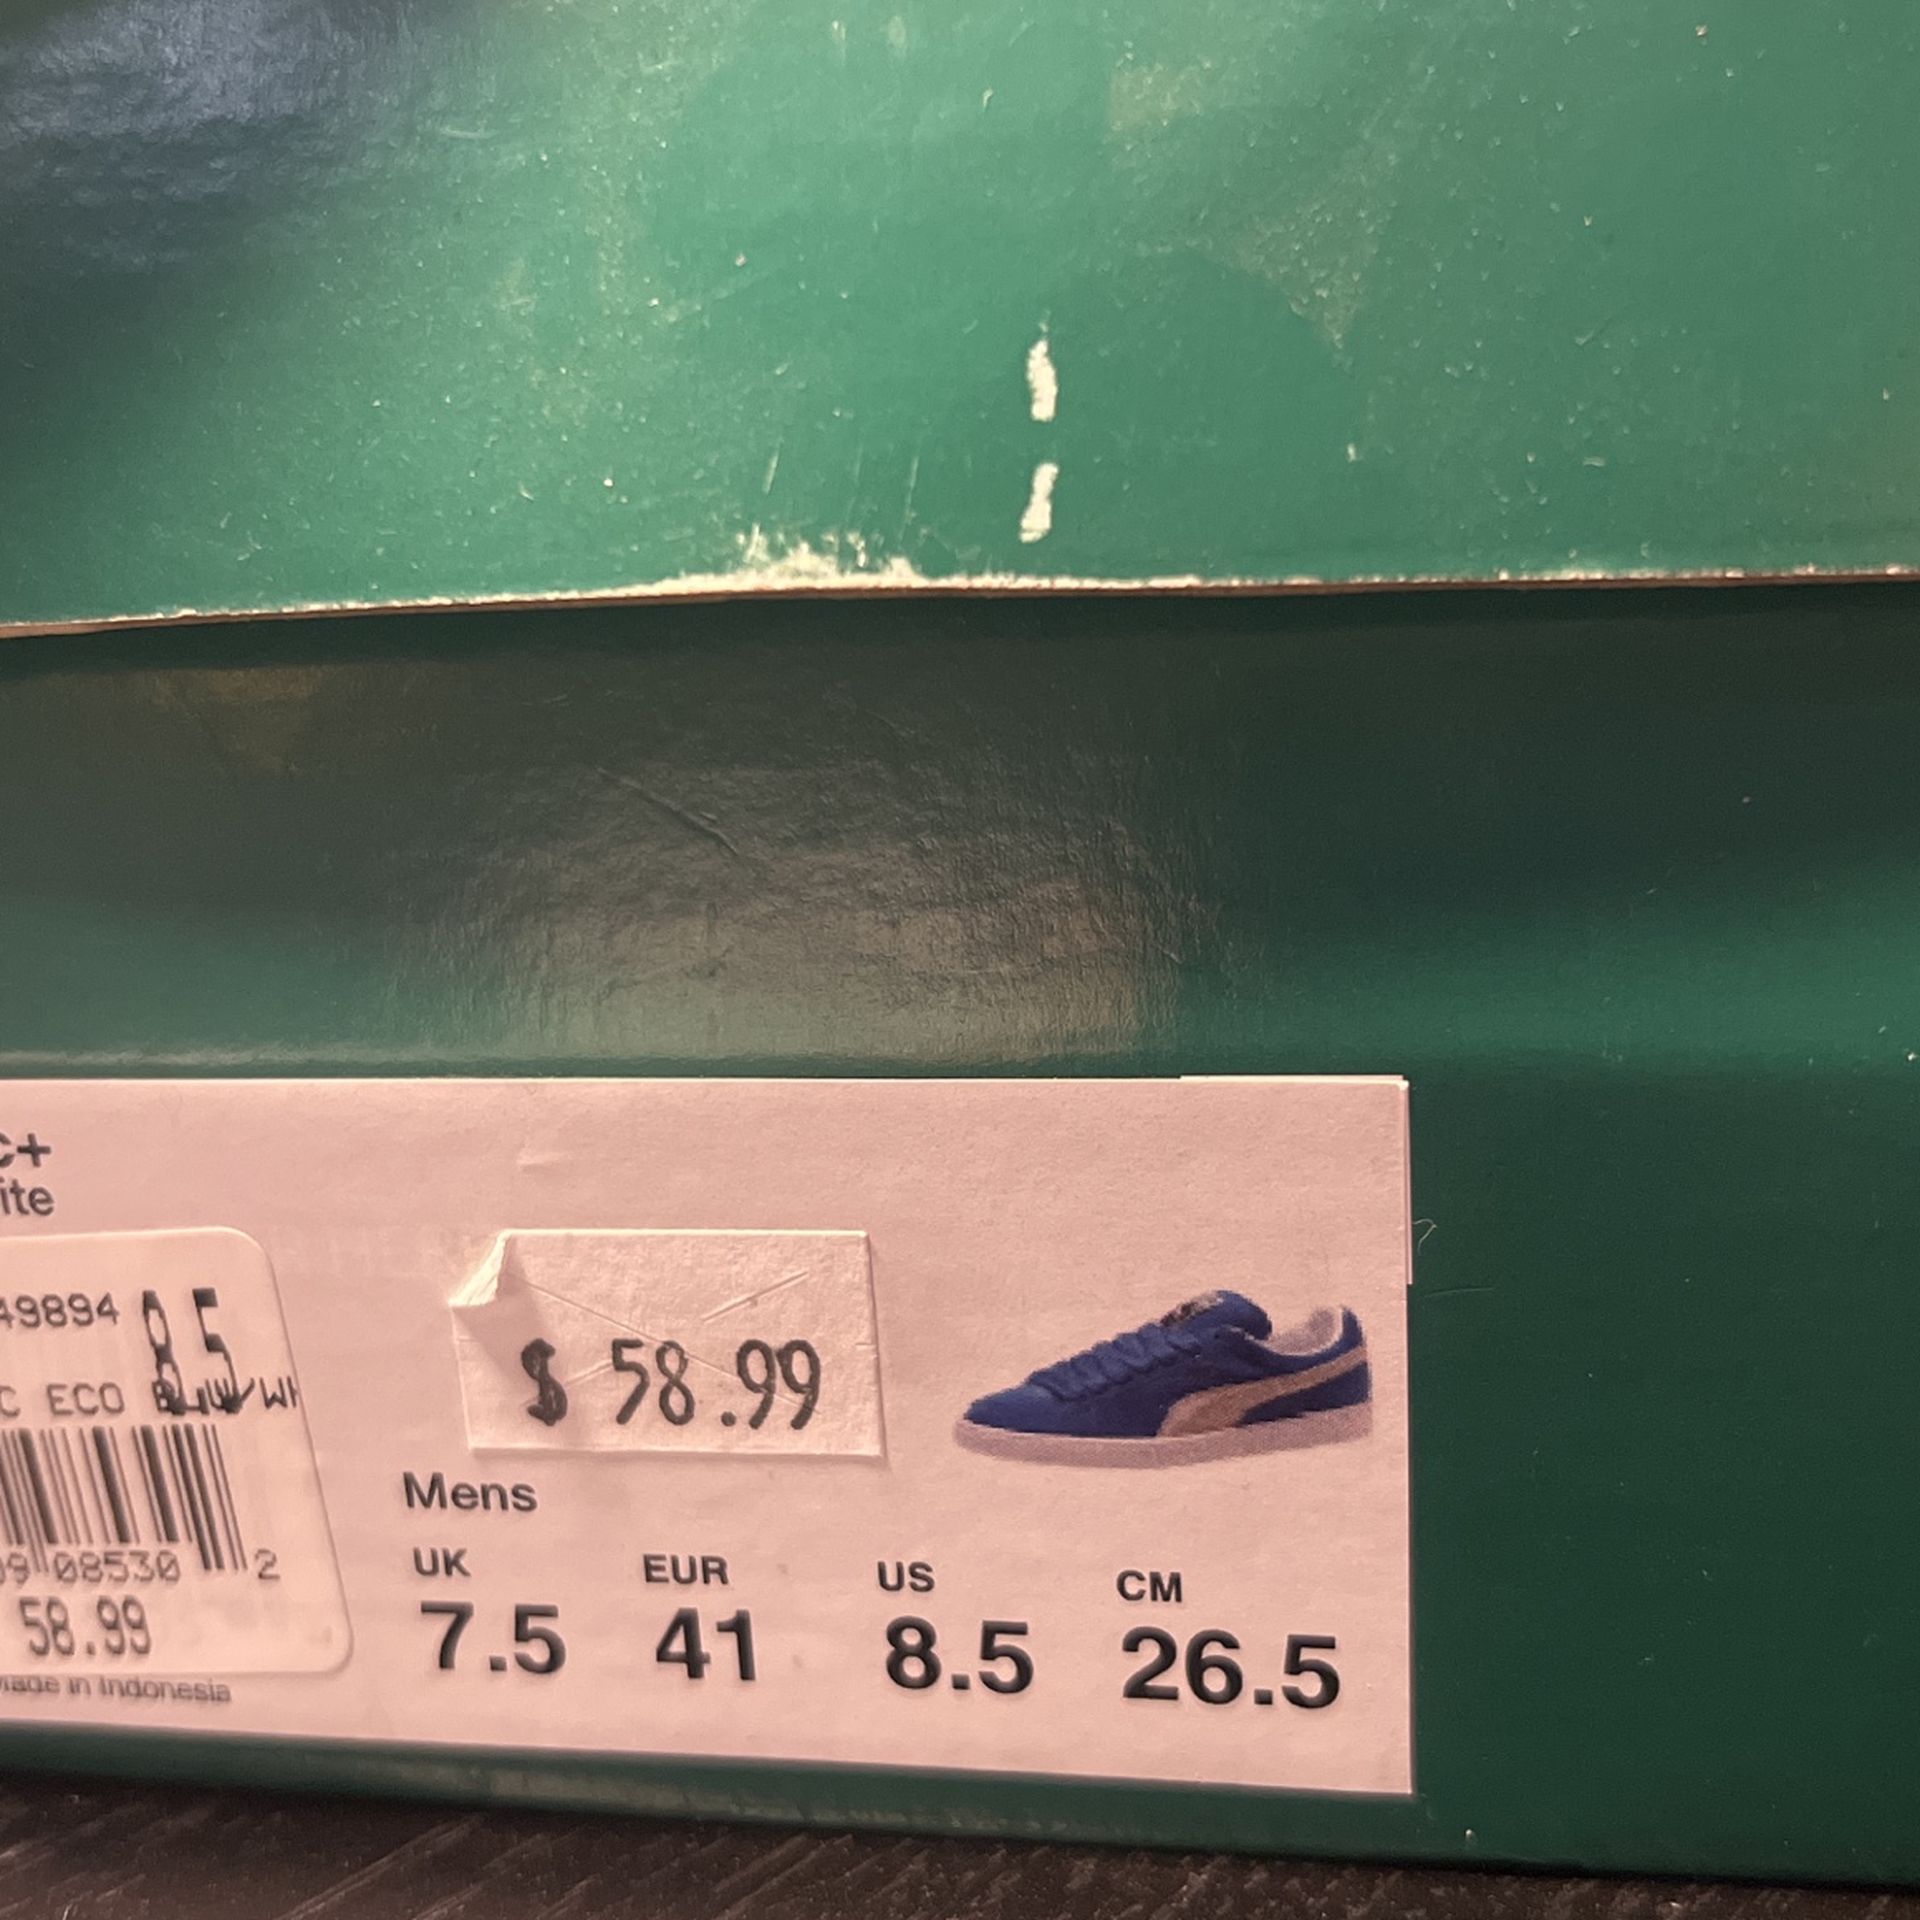 c+
ite
49894 8.5
C ECO
08530 2
58.99
Made in Indonesia
$ 58.99
Mens
UK EUR US CM
7.5 41 8.5 26.5